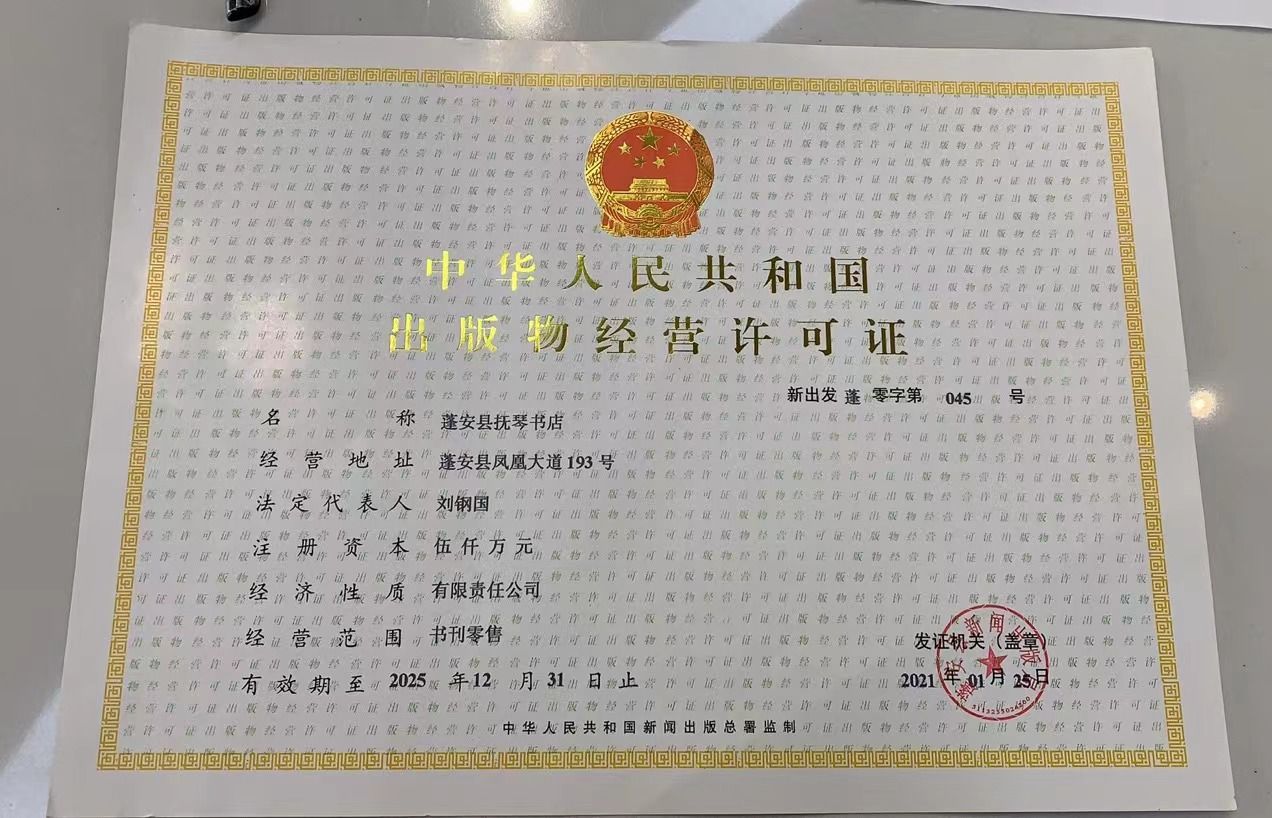 中华人民共和国
出版物经营许可证
新出发 蓬 零字第 045 号
名称 蓬安县抚琴书店
经营地址 蓬安县凤凰大道193号
法定代表人 刘钢国
注册资本 伍仟万元
经济性质 有限责任公司
经营范围 书刊零售
有效期至 2025 年 12 月 31 日止
发证机关（盖章）
2021 年 01 月 25 日
中华人民共和国新闻出版总署监制